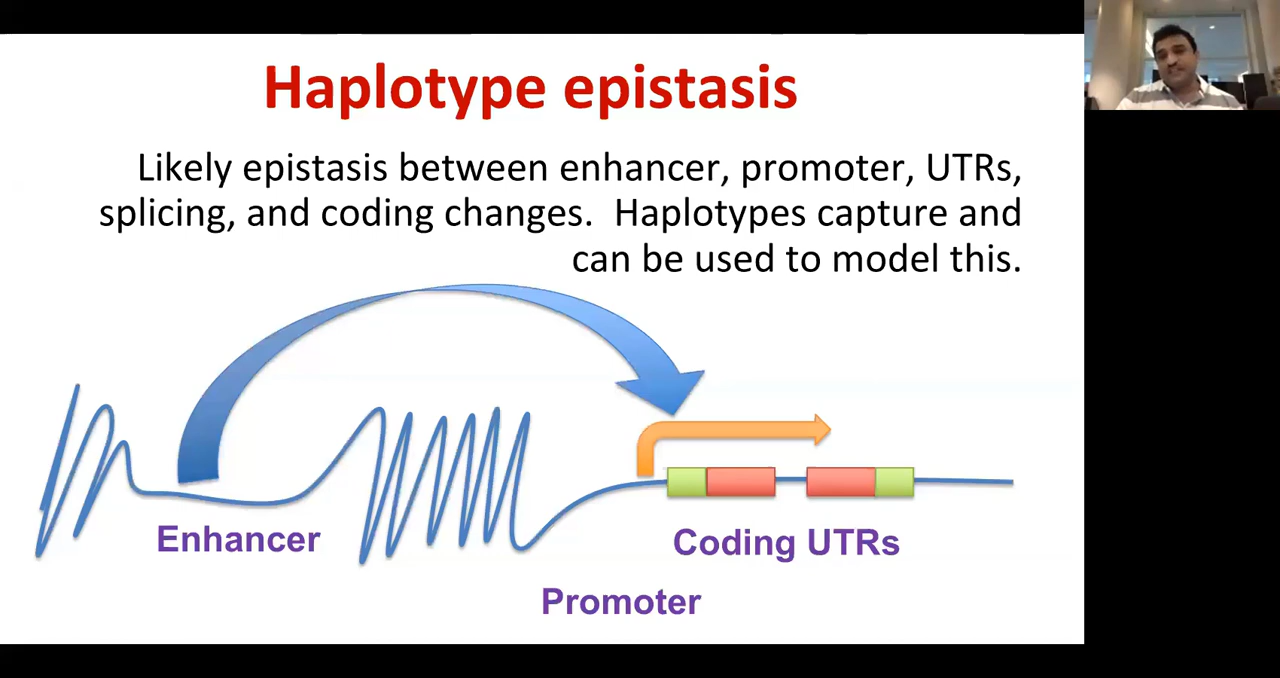 Haplotype epistasis
Likely epistasis between enhancer, promoter, UTRs,
splicing, and coding changes.  Haplotypes capture and
can be used to model this.
Enhancer
Coding UTRs
Promoter